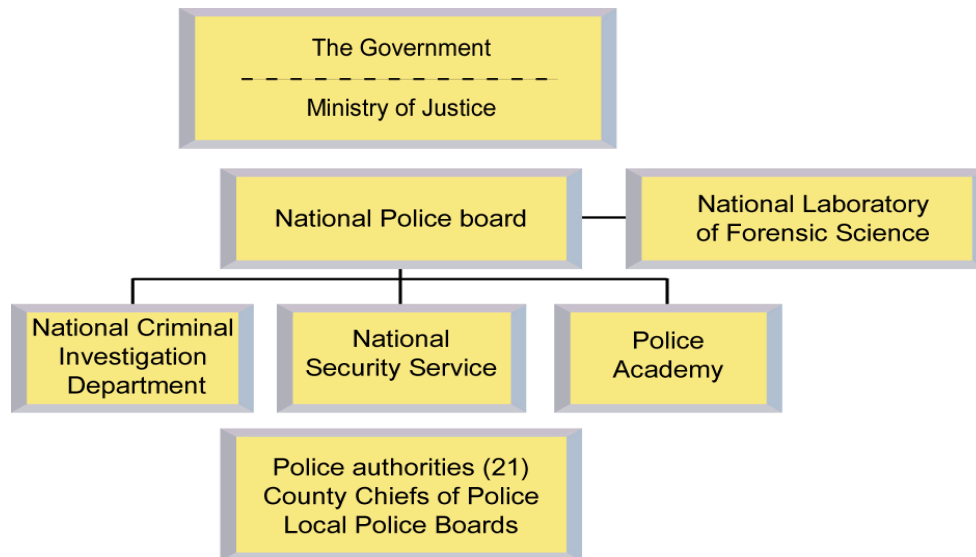 The Government
Ministry of Justice
National Police board
National Laboratory
of Forensic Science
National Criminal
Investigation
Department
National
Security Service
Police
Academy
Police authorities (21)
County Chiefs of Police
Local Police Boards